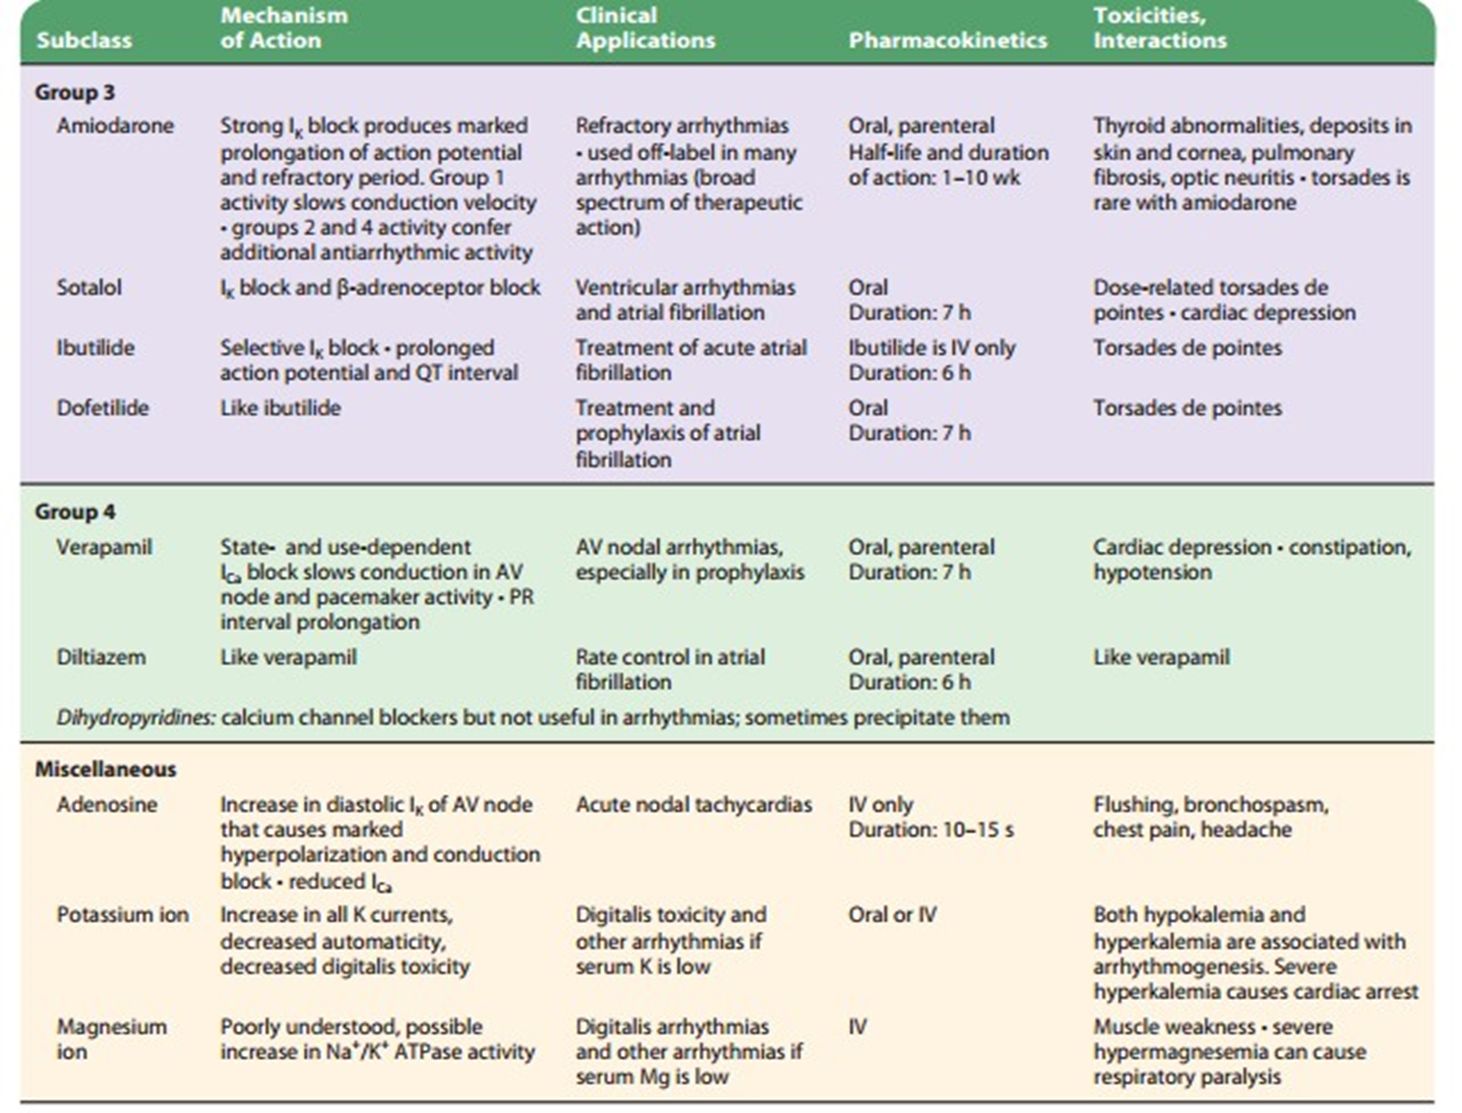 Subclass
Mechanism
of Action
Clinical
Applications
Pharmacokinetics
Toxicities,
Interactions
Group 3
Amiodarone
Strong IK block produces marked
prolongation of action potential
and refractory period. Group 1
activity slows conduction velocity
• groups 2 and 4 activity confer
additional antiarrhythmic activity
Refractory arrhythmias
• used off-label in many
arrhythmias (broad
spectrum of therapeutic
action)
Oral, parenteral
Half-life and duration
of action: 1–10 wk
Thyroid abnormalities, deposits in
skin and cornea, pulmonary
fibrosis, optic neuritis • torsades is
rare with amiodarone
Sotalol
IK block and β-adrenoceptor block
Ventricular arrhythmias
and atrial fibrillation
Oral
Duration: 7 h
Dose-related torsades de
pointes • cardiac depression
Ibutilide
Selective IK block • prolonged
action potential and QT interval
Treatment of acute atrial
fibrillation
Ibutilide is IV only
Duration: 6 h
Torsades de pointes
Dofetilide
Like ibutilide
Treatment and
prophylaxis of atrial
fibrillation
Oral
Duration: 7 h
Torsades de pointes
Group 4
Verapamil
State- and use-dependent
ICa block slows conduction in AV
node and pacemaker activity • PR
interval prolongation
AV nodal arrhythmias,
especially in prophylaxis
Oral, parenteral
Duration: 7 h
Cardiac depression • constipation,
hypotension
Diltiazem
Like verapamil
Rate control in atrial
fibrillation
Oral, parenteral
Duration: 6 h
Like verapamil
Dihydropyridines: calcium channel blockers but not useful in arrhythmias; sometimes precipitate them
Miscellaneous
Adenosine
Increase in diastolic IK of AV node
that causes marked
hyperpolarization and conduction
block • reduced ICa
Acute nodal tachycardias
IV only
Duration: 10–15 s
Flushing, bronchospasm,
chest pain, headache
Potassium ion
Increase in all K currents,
decreased automaticity,
decreased digitalis toxicity
Digitalis toxicity and
other arrhythmias if
serum K is low
Oral or IV
Both hypokalemia and
hyperkalemia are associated with
arrhythmogenesis. Severe
hyperkalemia causes cardiac arrest
Magnesium
ion
Poorly understood, possible
increase in Na⁺/K⁺ ATPase activity
Digitalis arrhythmias
and other arrhythmias if
serum Mg is low
IV
Muscle weakness • severe
hypermagnesemia can cause
respiratory paralysis